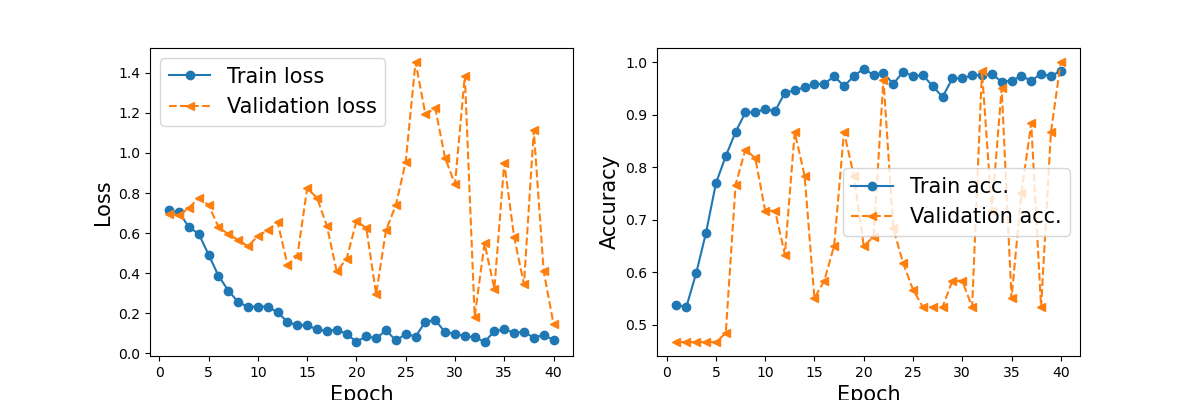 Train loss
Validation loss
Loss
1.4
1.2
1.0
0.8
0.6
0.4
0.2
0.0
0 5 10 15 20 25 30 35 40
Epoch
Train acc.
Validation acc.
Accuracy
1.0
0.9
0.8
0.7
0.6
0.5
0 5 10 15 20 25 30 35 40
Epoch